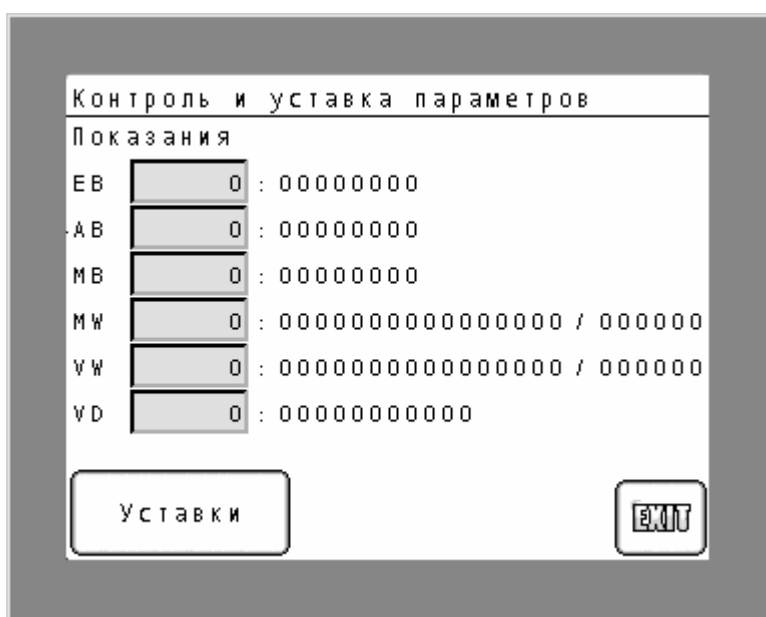 Контроль и уставка параметров
Показания
EB 0 : 00000000
AB 0 : 00000000
MB 0 : 00000000
MW 0 : 0000000000000000 / 000000
VW 0 : 0000000000000000 / 000000
VD 0 : 00000000000
Уставки
EXIT